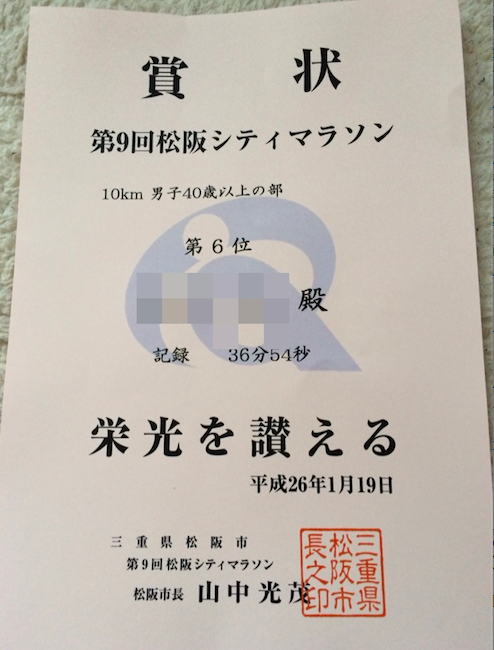 賞状
第9回松阪シティマラソン
10km 男子40歳以上の部
第6位
殿
記録 36分54秒
栄光を讃える
平成26年1月19日
三重県松阪市
第9回松阪シティマラソン
松阪市長 山中光茂
三重県
松阪市
長之印